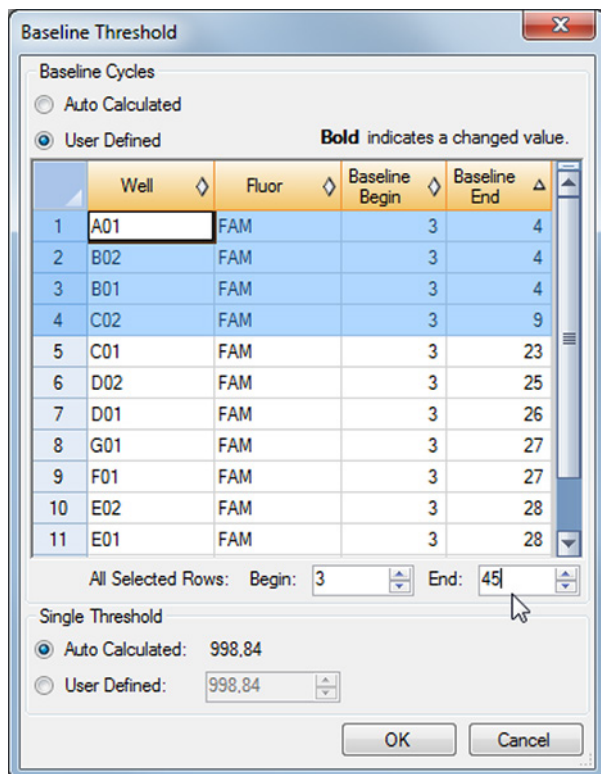 Baseline Threshold
Baseline Cycles
Auto Calculated
User Defined Bold indicates a changed value.
Well Fluor Baseline Begin Baseline End
1 A01 FAM 3 4
2 B02 FAM 3 4
3 B01 FAM 3 4
4 C02 FAM 3 9
5 C01 FAM 3 23
6 D02 FAM 3 25
7 D01 FAM 3 26
8 G01 FAM 3 27
9 F01 FAM 3 27
10 E02 FAM 3 28
11 E01 FAM 3 28
All Selected Rows: Begin: 3 End: 45
Single Threshold
Auto Calculated: 998,84
User Defined: 998,84
OK Cancel